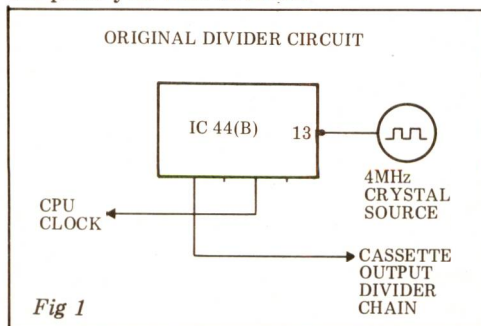 ORIGINAL DIVIDER CIRCUIT
IC 44(B) 13
4MHz
CRYSTAL
SOURCE
CPU
CLOCK
CASSETTE
OUTPUT
DIVIDER
CHAIN
Fig 1